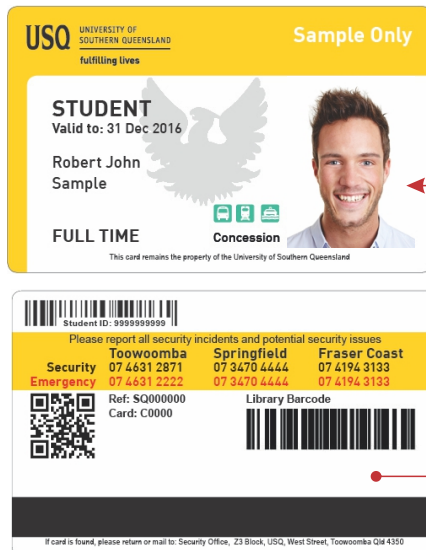 USQ UNIVERSITY OF
SOUTHERN QUEENSLAND
fulfilling lives
Sample Only
STUDENT
Valid to: 31 Dec 2016
Robert John
Sample
FULL TIME
Concession
This card remains the property of the University of Southern Queensland
Student ID: 9999999999
Please report all security incidents and potential security issues
Toowoomba Springfield Fraser Coast
Security 07 4631 2871 07 3470 4444 07 4194 3133
Emergency 07 4631 2222 07 3470 4444 07 4194 3133
Ref: SQ000000 Library Barcode
Card: C0000
If card is found, please return or mail to: Security Office, Z3 Block, USQ, West Street, Toowoomba Qld 4350